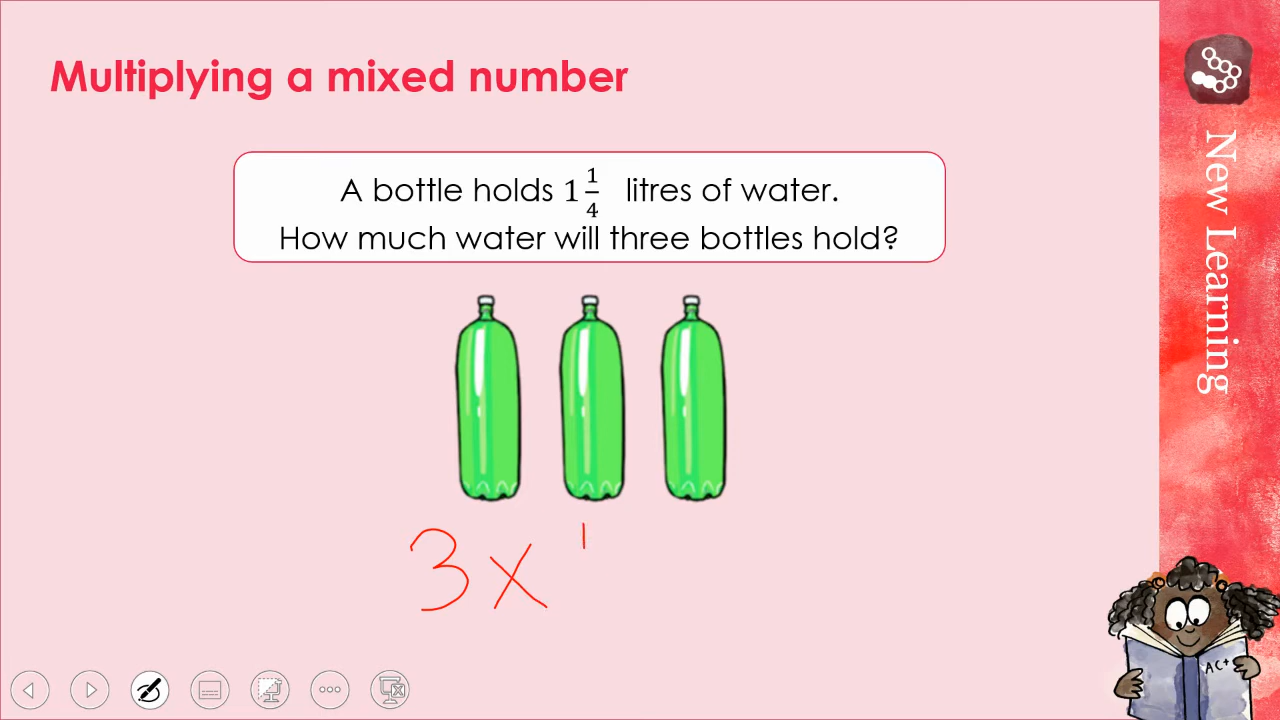 Multiplying a mixed number
A bottle holds 1 1/4 litres of water.
How much water will three bottles hold?
3 x
New Learning
AC+